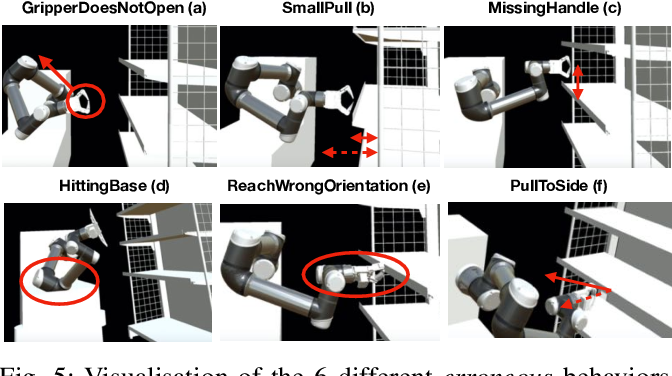 GripperDoesNotOpen (a) SmallPull (b) MissingHandle (c)
HittingBase (d) ReachWrongOrientation (e) PullToSide (f)
Fig. 5: Visualisation of the 6 different erroneous behaviors